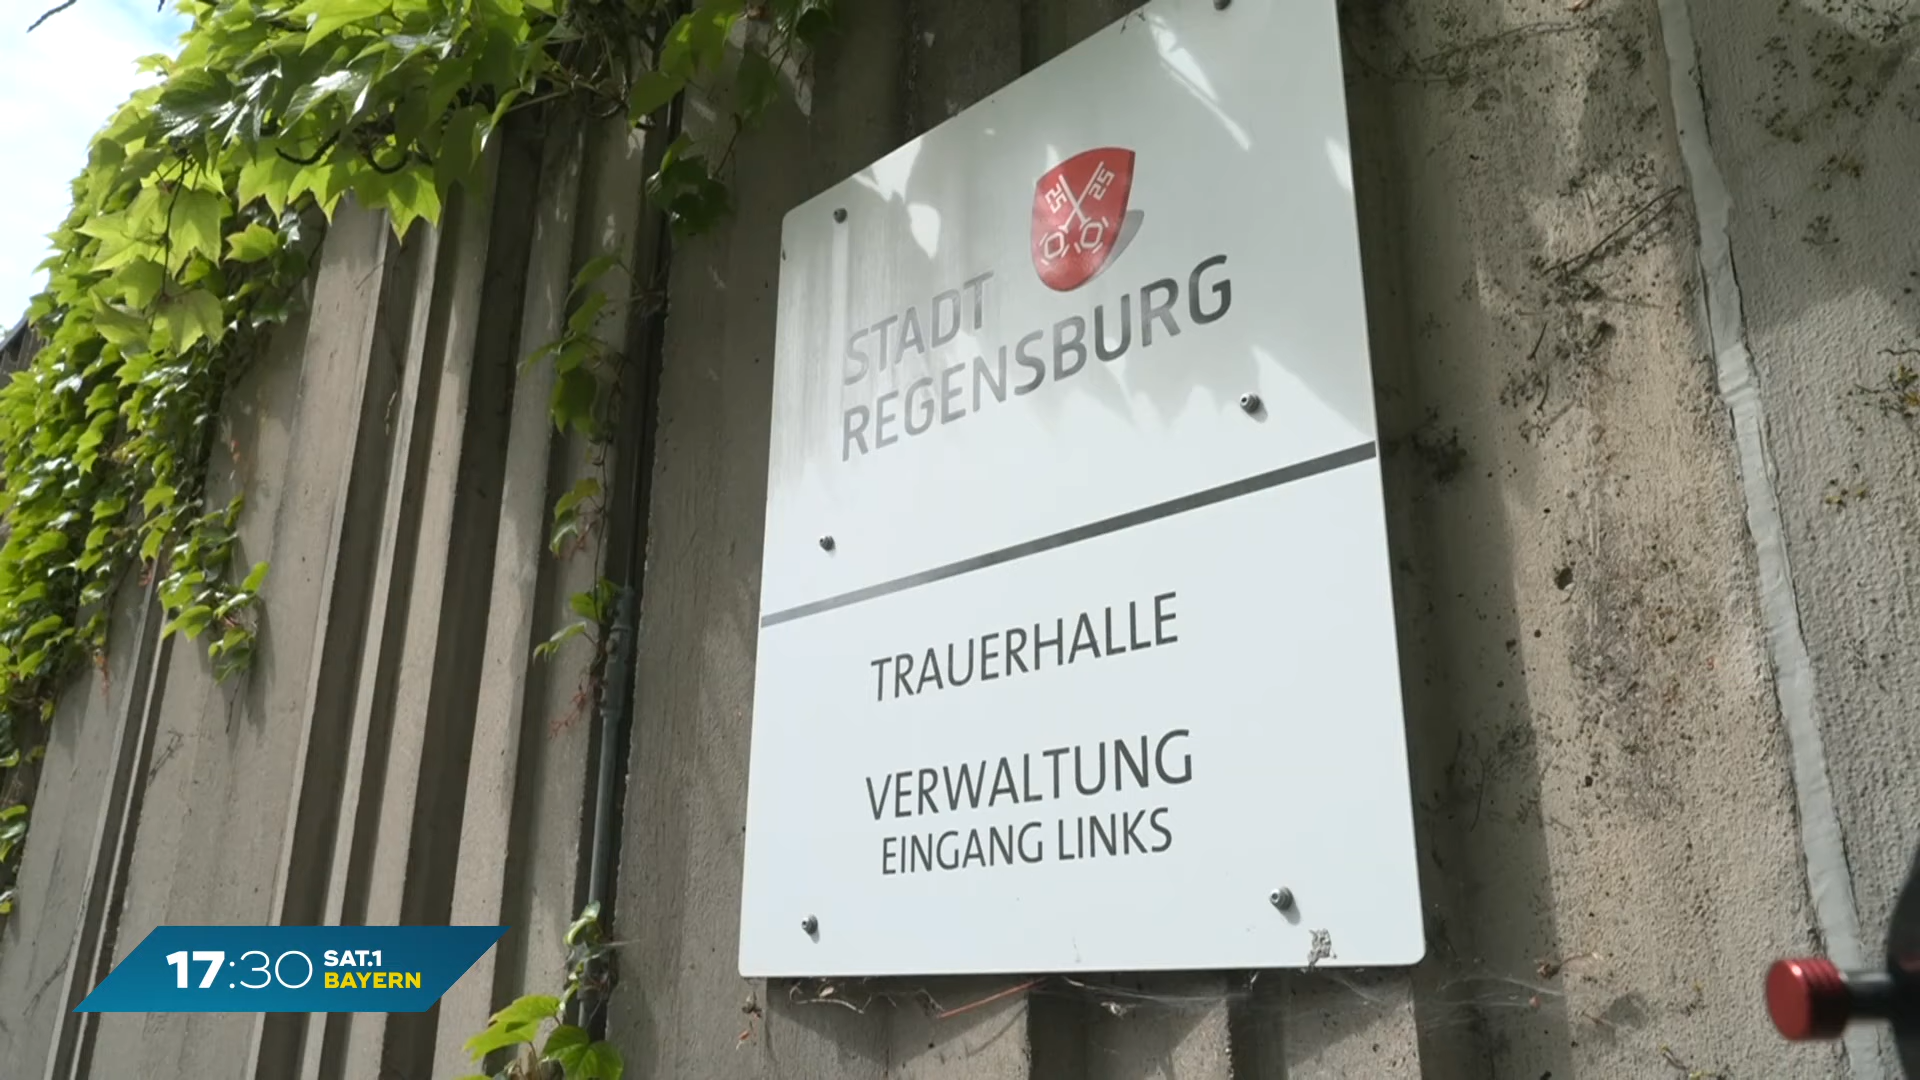 STADT
REGENSBURG
TRAUERHALLE
VERWALTUNG
EINGANG LINKS
17:30 SAT.1
BAYERN